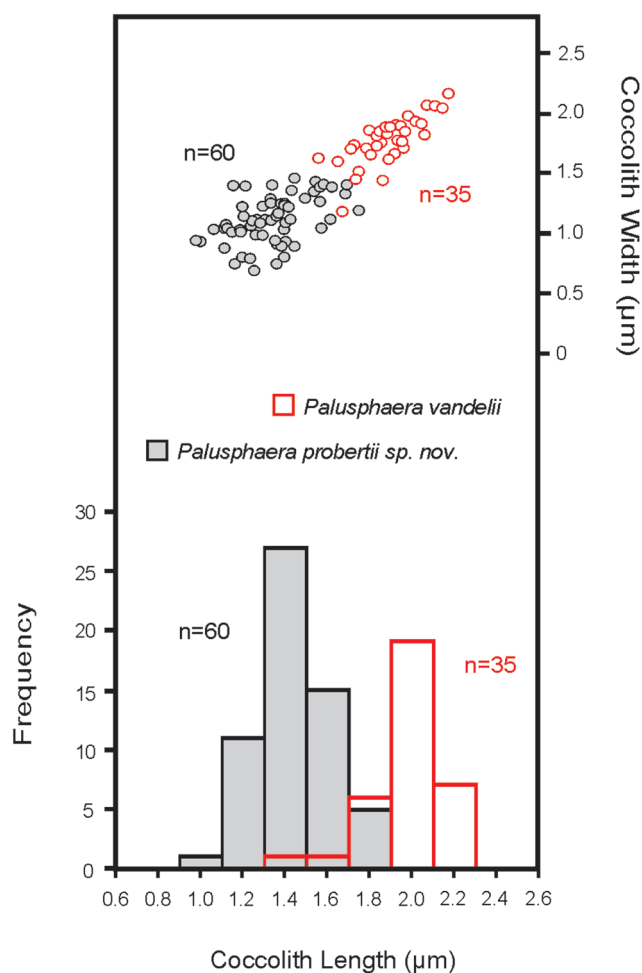 2.5
2.0
1.5
1.0
0.5
0
Coccolith Width (µm)
n=60
n=35
Palusphaera vandelii
Palusphaera probertii sp. nov.
30
25
20
15
10
5
0
Frequency
n=60
n=35
0.6 0.8 1.0 1.2 1.4 1.6 1.8 2.0 2.2 2.4 2.6
Coccolith Length (µm)